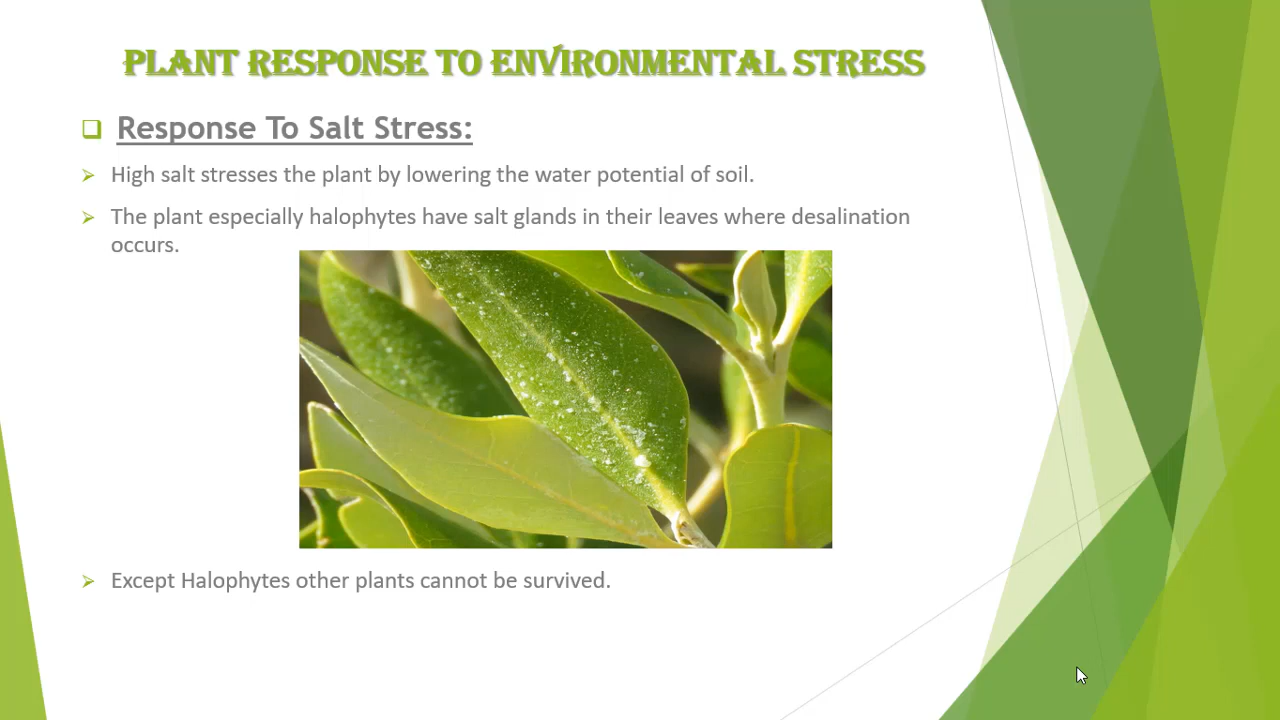 PLANT RESPONSE TO ENVIRONMENTAL STRESS
Response To Salt Stress:
High salt stresses the plant by lowering the water potential of soil.
The plant especially halophytes have salt glands in their leaves where desalination
occurs.
Except Halophytes other plants cannot be survived.